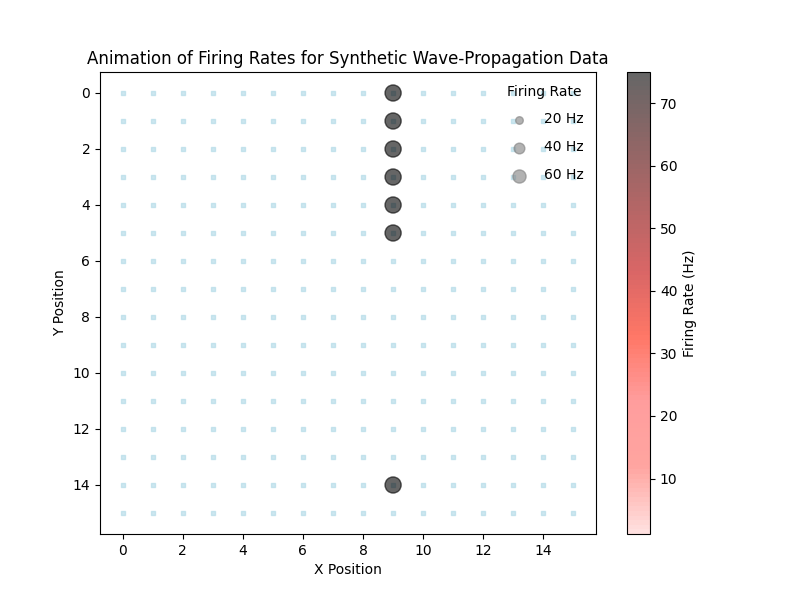 Animation of Firing Rates for Synthetic Wave-Propagation Data
Firing Rate
20 Hz
40 Hz
60 Hz
0
2
4
6
8
10
12
14
Y Position
0
2
4
6
8
10
12
14
X Position
70
60
50
40
30
20
10
Firing Rate (Hz)